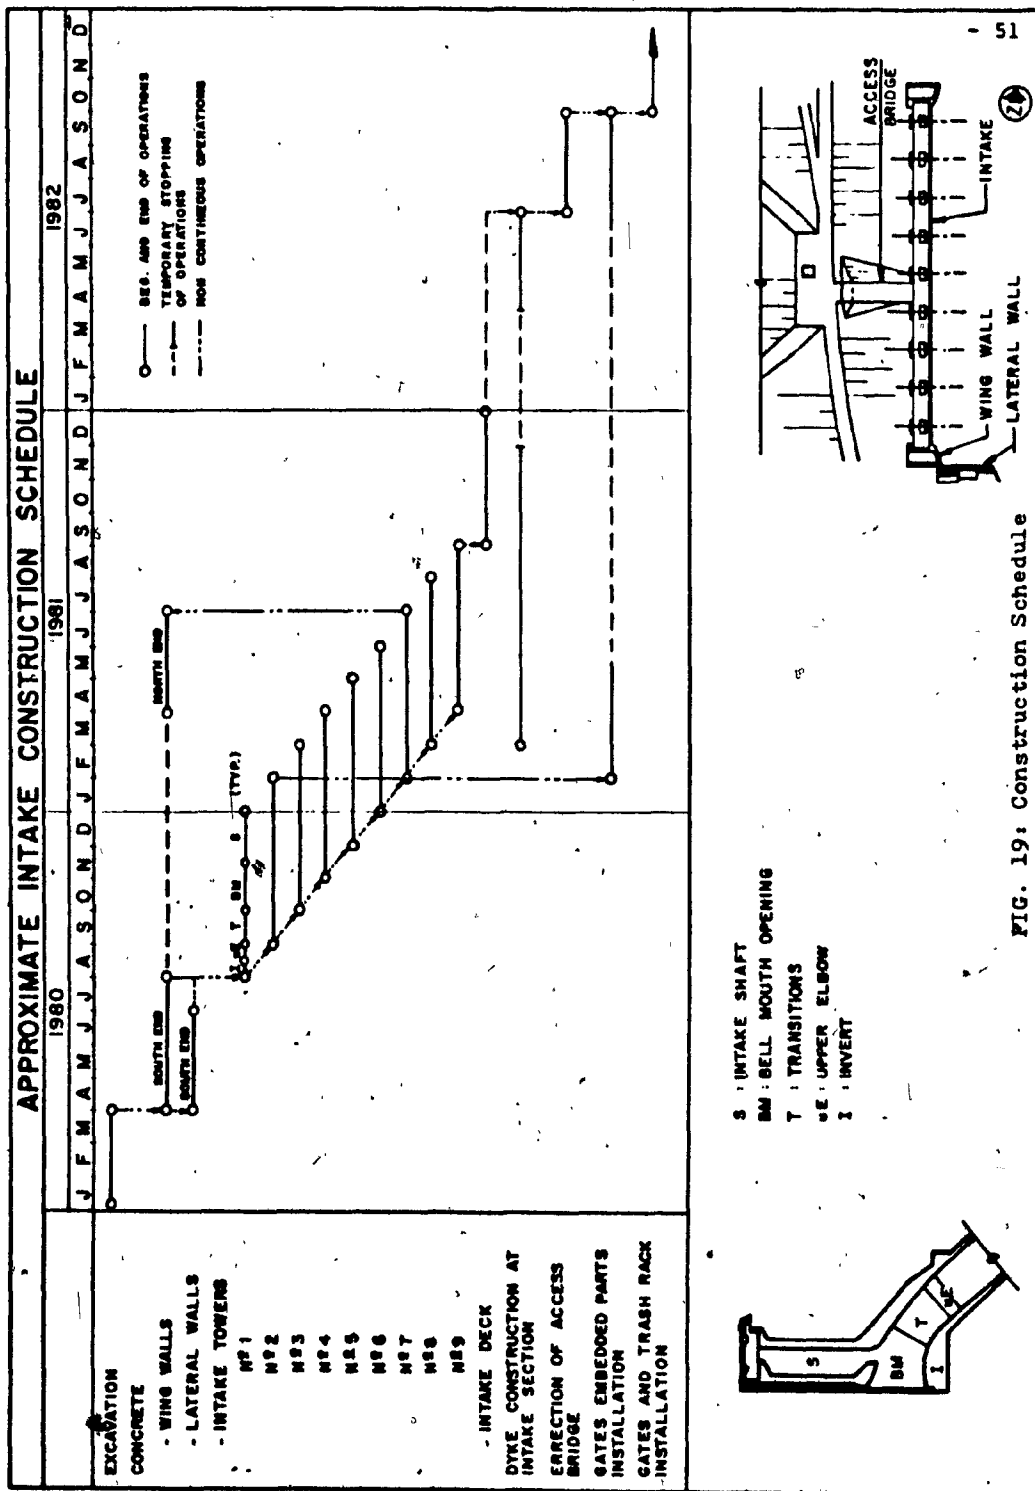 - 51
APPROXIMATE INTAKE CONSTRUCTION SCHEDULE
1980 1981 1982
J F M A M J J A S O N D J F M A M J J A S O N D J F M A M J J A S O N D
BEG. AND END OF OPERATIONS
TEMPORARY STOPPING
OF OPERATIONS
NON CONTINEOUS OPERATIONS
EXCAVATION
CONCRETE
- WING WALLS
SOUTH END
NORTH END
- LATERAL WALLS
SOUTH END
- INTAKE TOWERS
Nº 1
I uE T BM S (TYP.)
Nº 2
Nº 3
Nº 4
Nº 5
Nº 6
Nº 7
Nº 8
Nº 9
- INTAKE DECK
DYKE CONSTRUCTION AT
INTAKE SECTION
ERRECTION OF ACCESS
BRIDGE
GATES EMBEDDED PARTS
INSTALLATION
GATES AND TRASH RACK
INSTALLATION
S
BM
T
uE
I
S : INTAKE SHAFT
BM : BELL MOUTH OPENING
T : TRANSITIONS
uE : UPPER ELBOW
I : INVERT
ACCESS
BRIDGE
WING WALL
LATERAL WALL
INTAKE
N
FIG. 19: Construction Schedule